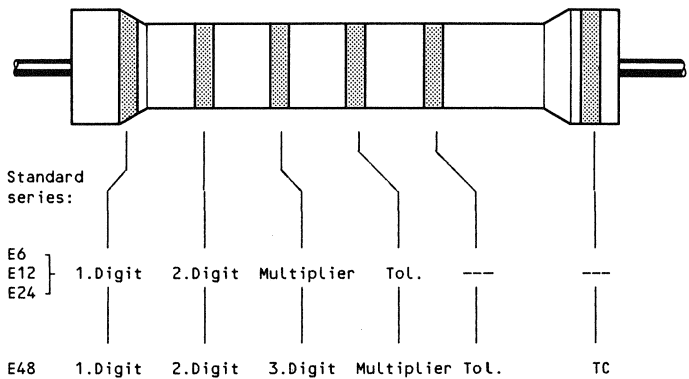 Standard
series:
E6
E12 1.Digit 2.Digit Multiplier Tol. --- ---
E24
E48 1.Digit 2.Digit 3.Digit Multiplier Tol. TC